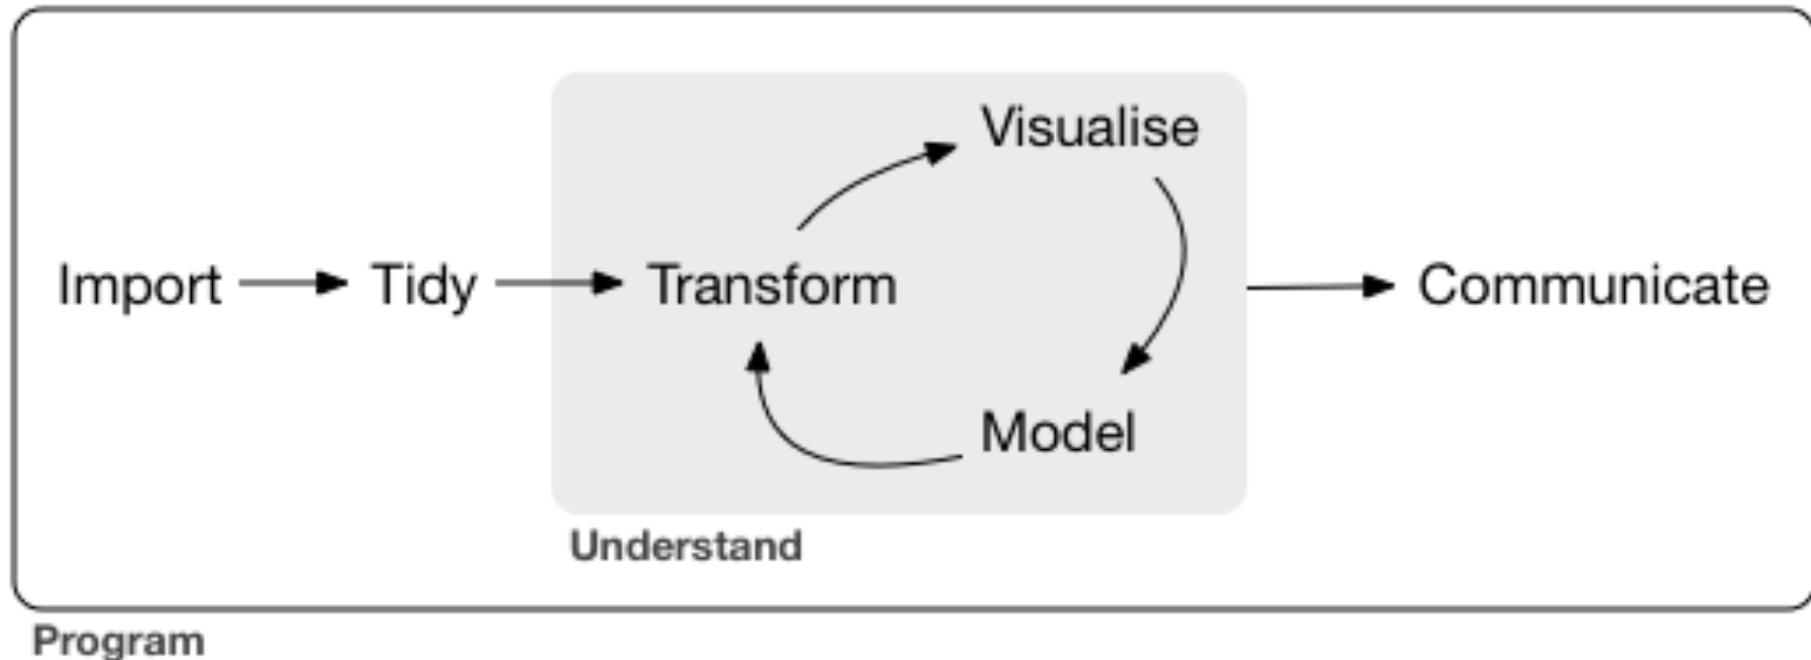 Visualise
Import
Tidy
Transform
Communicate
Model
Understand
Program